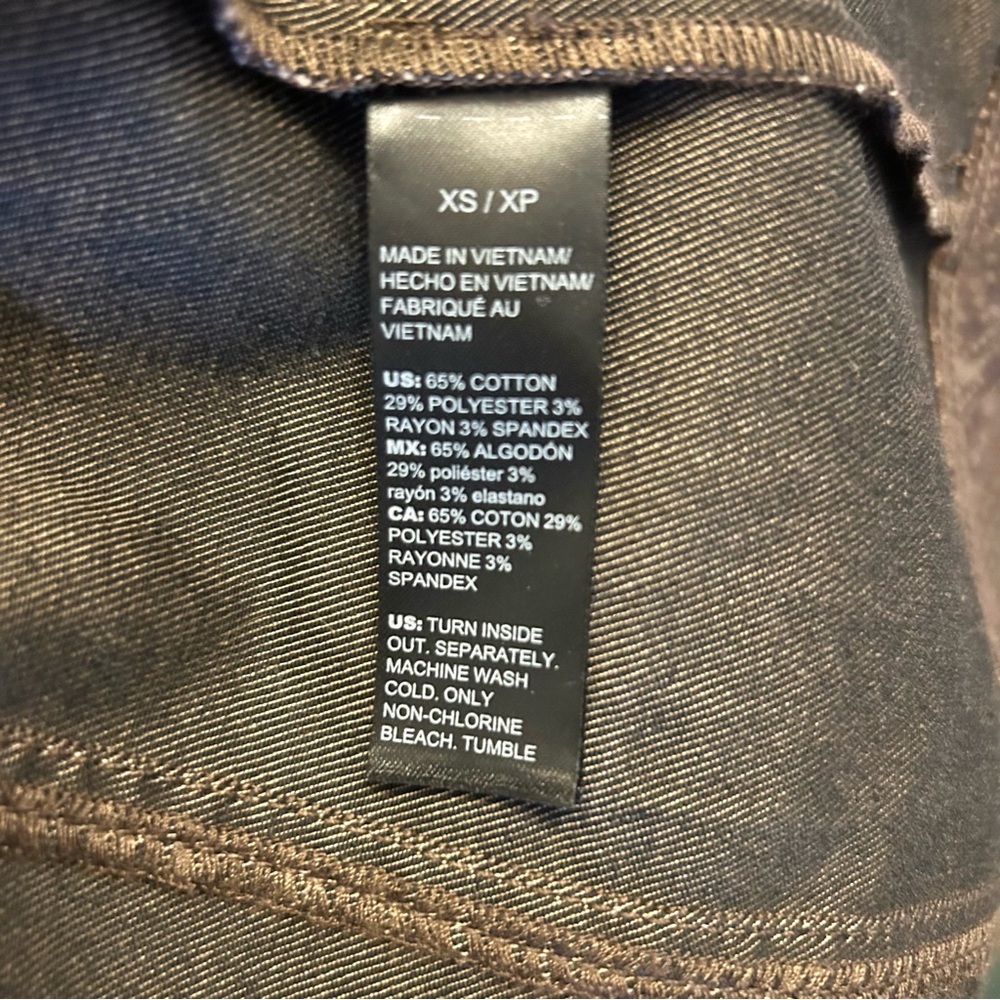 XS / XP
MADE IN VIETNAM/
HECHO EN VIETNAM/
FABRIQUÉ AU
VIETNAM
US: 65% COTTON
29% POLYESTER 3%
RAYON 3% SPANDEX
MX: 65% ALGODÓN
29% poliéster 3%
rayón 3% elastano
CA: 65% COTON 29%
POLYESTER 3%
RAYONNE 3%
SPANDEX
US: TURN INSIDE
OUT. SEPARATELY.
MACHINE WASH
COLD. ONLY
NON-CHLORINE
BLEACH. TUMBLE